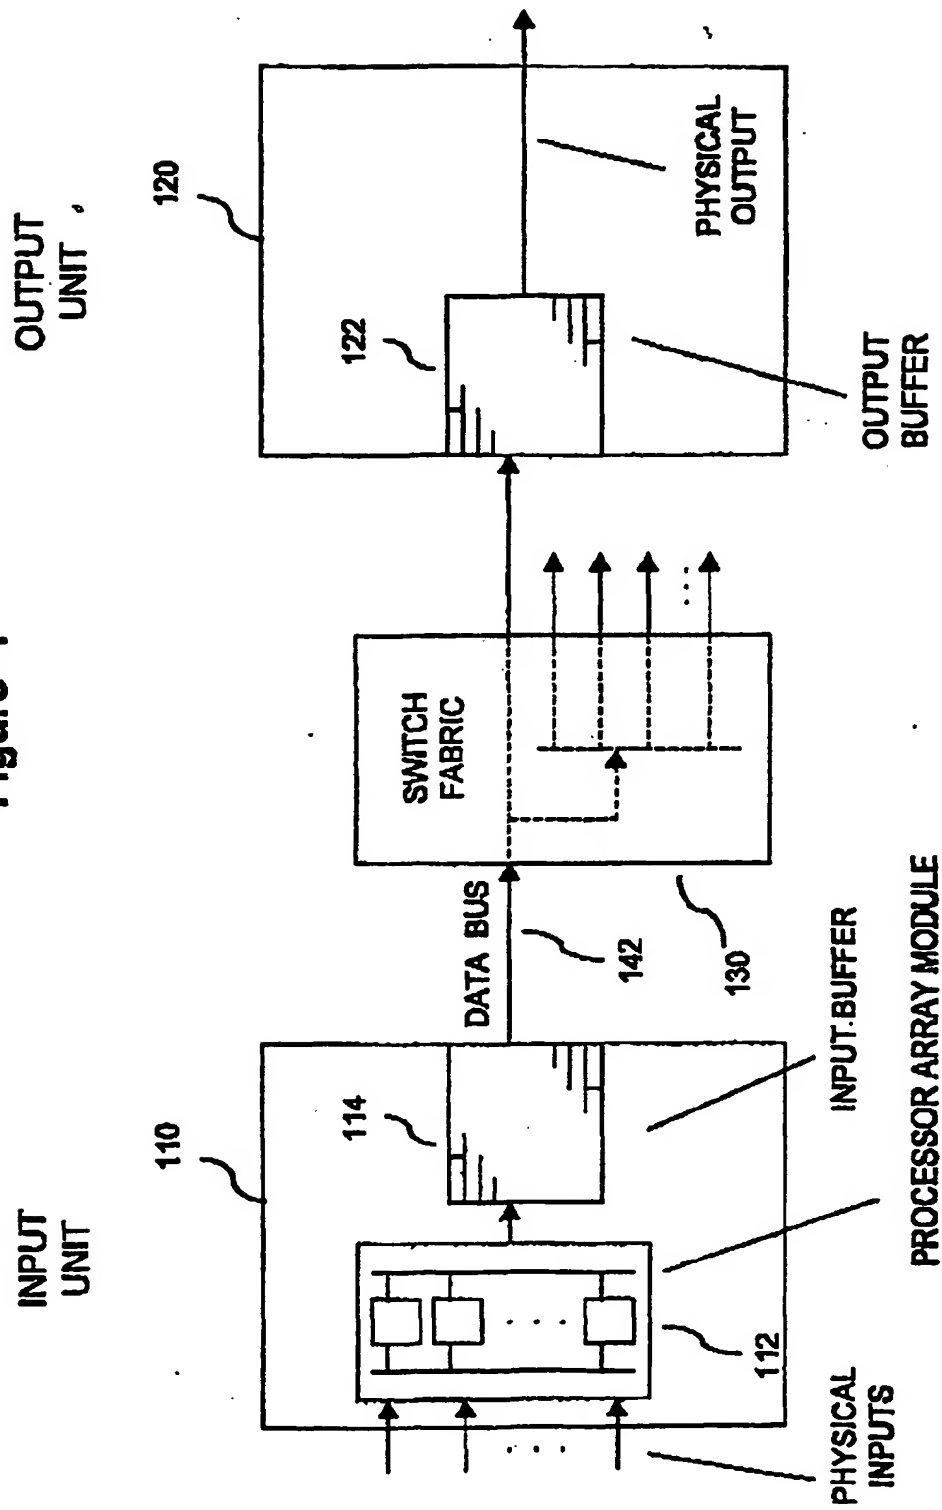 INPUT
UNIT
OUTPUT
UNIT
110
120
114
122
SWITCH
FABRIC
DATA BUS
142
112
130
PHYSICAL
OUTPUT
PHYSICAL
INPUTS
INPUT BUFFER
OUTPUT
BUFFER
PROCESSOR ARRAY MODULE